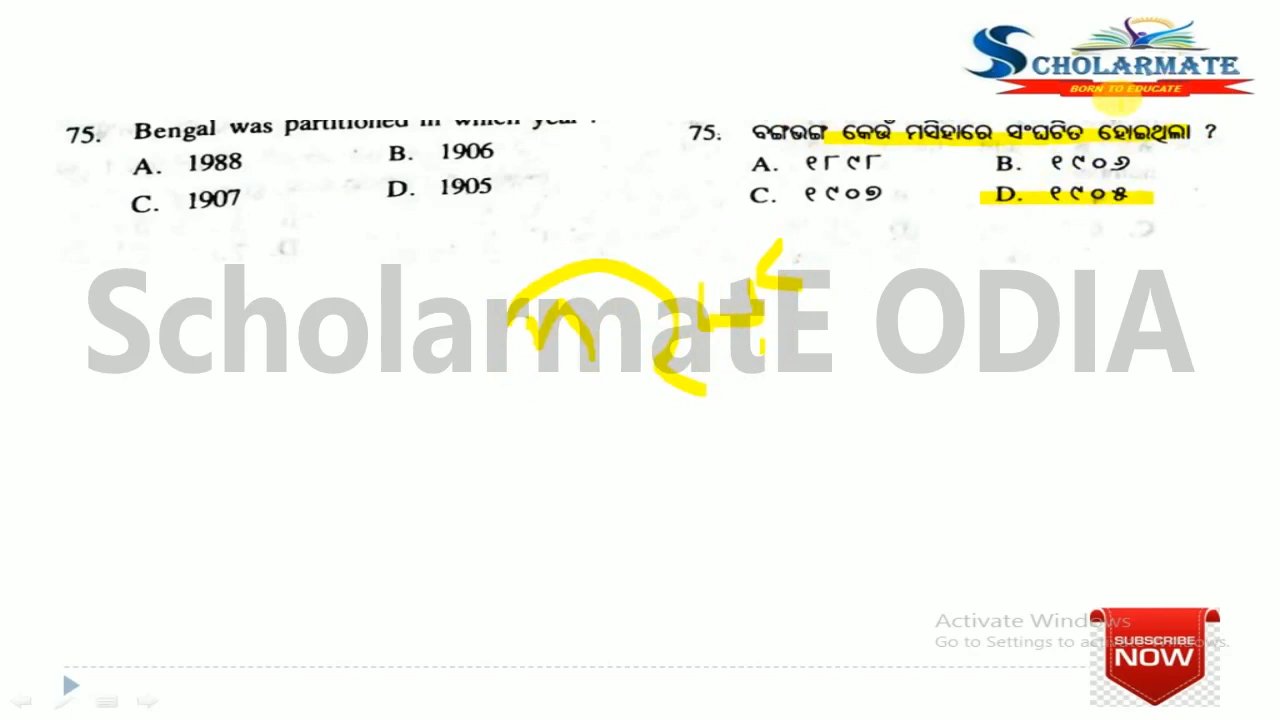 SCHOLARMATE
BORN TO EDUCATE
75. Bengal was partitioned in which year ?
A. 1988 B. 1906
C. 1907 D. 1905
75. ବଙ୍ଗଭଙ୍ଗ କେଉଁ ମସିହାରେ ସଂଘଟିତ ହୋଇଥିଲା ?
A. ୧୮୯୮ B. ୧୯୦୬
C. ୧୯୦୭ D. ୧୯୦୫
ScholarmatE ODIA
Activate Windows
Go to Settings to activate Windows.
SUBSCRIBE
NOW